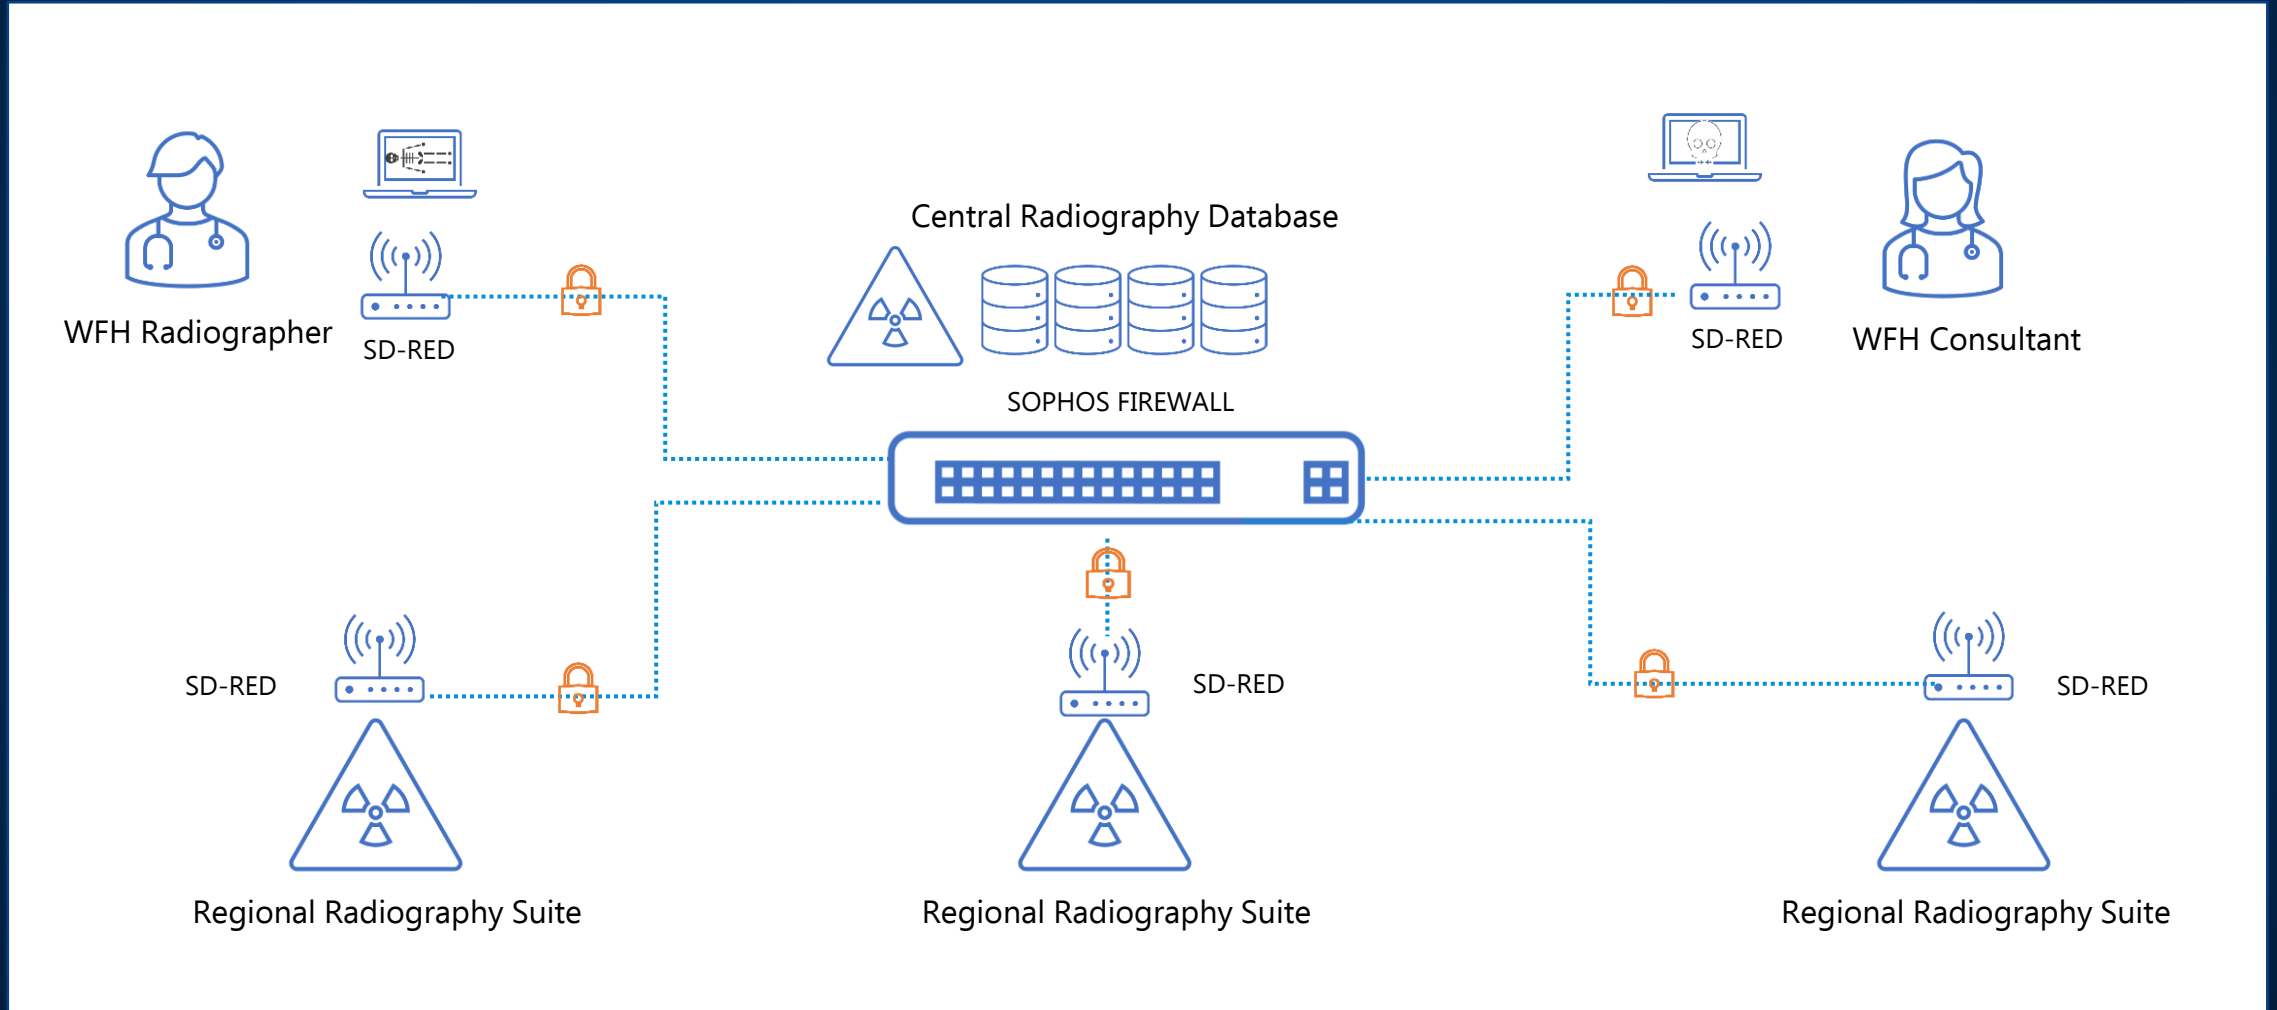 Central Radiography Database
WFH Radiographer
SD-RED
SD-RED
WFH Consultant
SOPHOS FIREWALL
SD-RED
SD-RED
SD-RED
Regional Radiography Suite
Regional Radiography Suite
Regional Radiography Suite